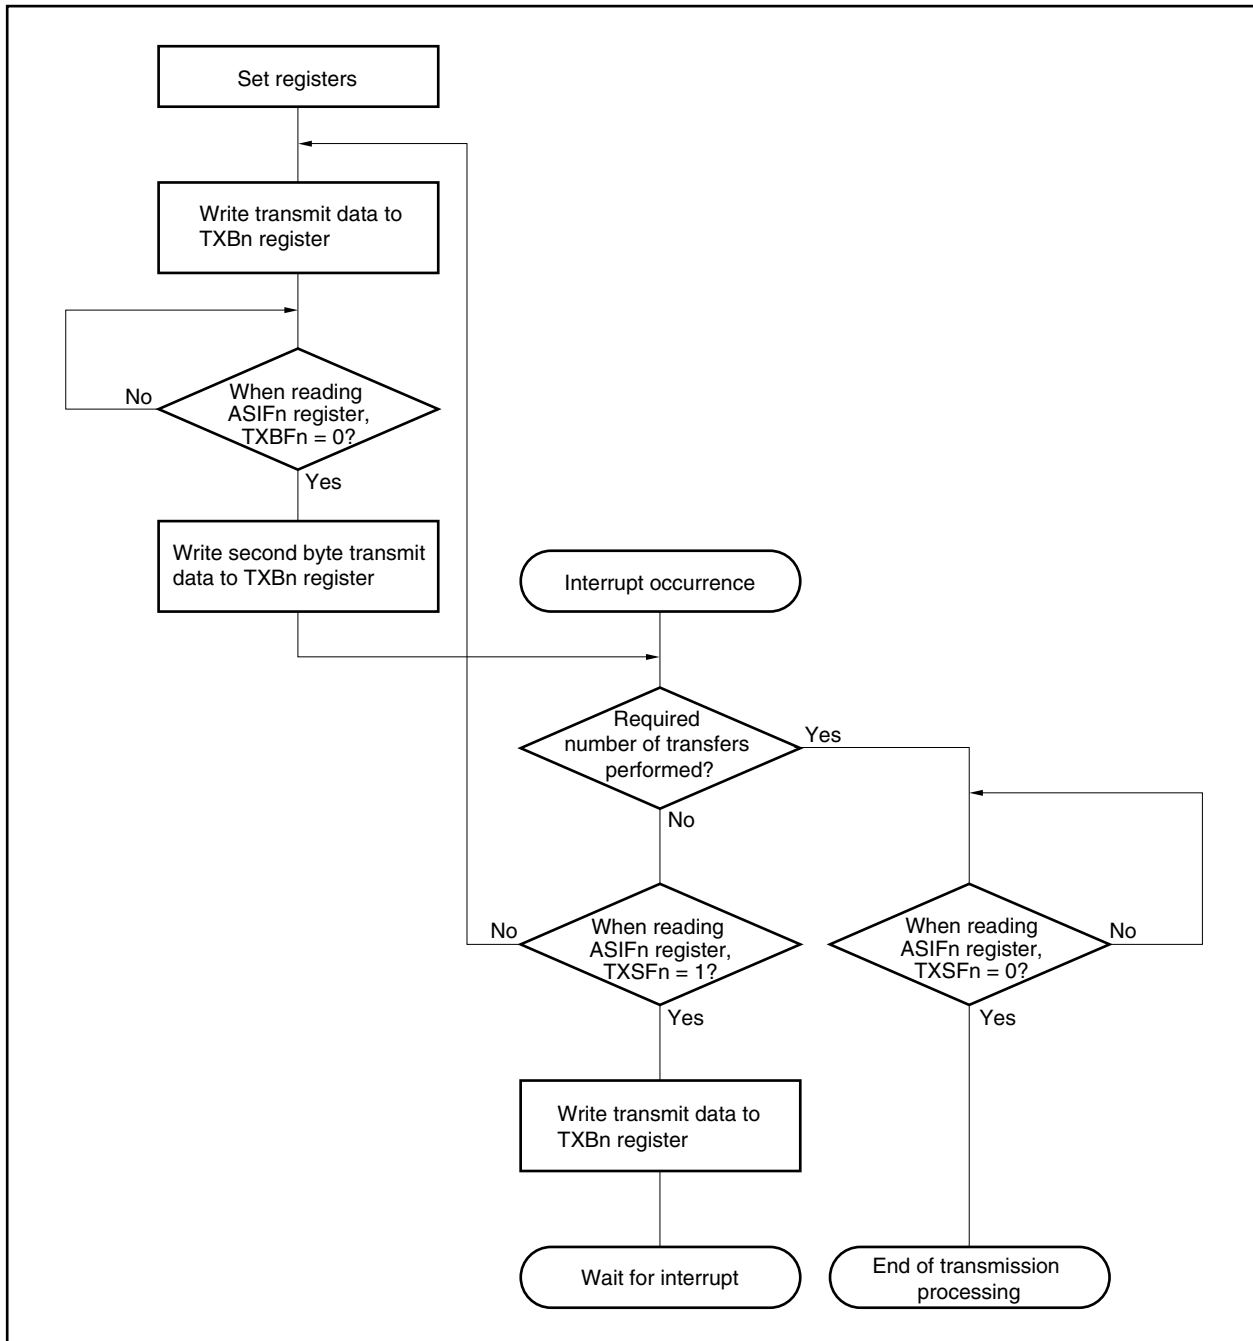 Set registers
Write transmit data to
TXBn register
No
When reading
ASIFn register,
TXBFn = 0?
Yes
Write second byte transmit
data to TXBn register
Interrupt occurrence
Required
number of transfers
performed?
Yes
No
No
When reading
ASIFn register,
TXSFn = 1?
Yes
When reading
ASIFn register,
TXSFn = 0?
No
Yes
Write transmit data to
TXBn register
Wait for interrupt
End of transmission
processing